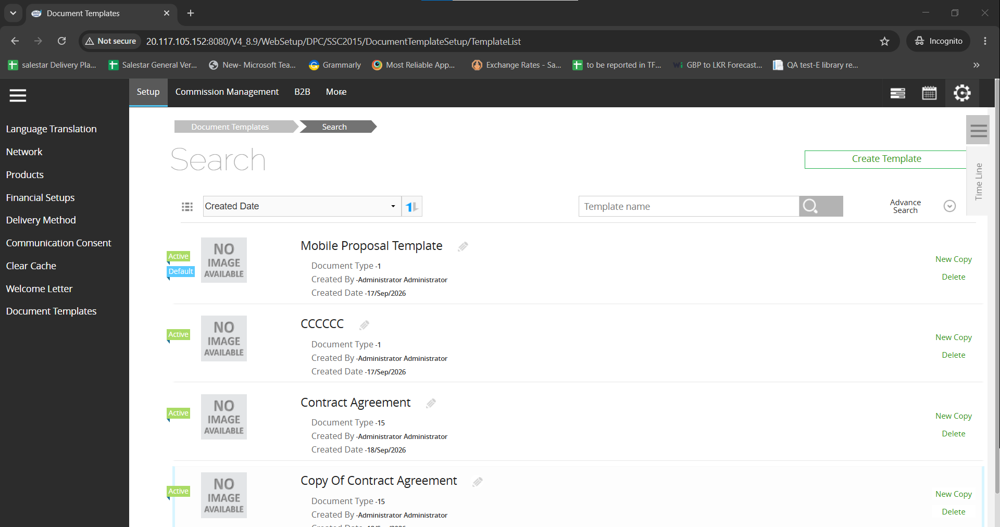 Document Templates
Not secure
20.117.105.152:8080/V4_8.9/WebSetup/DPC/SSC2015/DocumentTemplateSetup/TemplateList
Incognito
salestar Delivery Pla...
Salestar General Ver...
New- Microsoft Tea...
Grammarly
Most Reliable App...
Exchange Rates - Sa...
to be reported in TF...
GBP to LKR Forecast...
QA test-E library re...
Setup
Commission Management
B2B
More
Language Translation
Network
Products
Financial Setups
Delivery Method
Communication Consent
Clear Cache
Welcome Letter
Document Templates
Document Templates
Search
Search
Create Template
Time Line
Created Date
Template name
Advance
Search
Active
Default
NO
IMAGE
AVAILABLE
Mobile Proposal Template
Document Type -1
Created By -Administrator Administrator
Created Date -17/Sep/2026
New Copy
Delete
Active
NO
IMAGE
AVAILABLE
CCCCCC
Document Type -1
Created By -Administrator Administrator
Created Date -17/Sep/2026
New Copy
Delete
Active
NO
IMAGE
AVAILABLE
Contract Agreement
Document Type -15
Created By -Administrator Administrator
Created Date -18/Sep/2026
New Copy
Delete
Active
NO
IMAGE
AVAILABLE
Copy Of Contract Agreement
Document Type -15
Created By -Administrator Administrator
Created Date -18/Sep/2026
New Copy
Delete